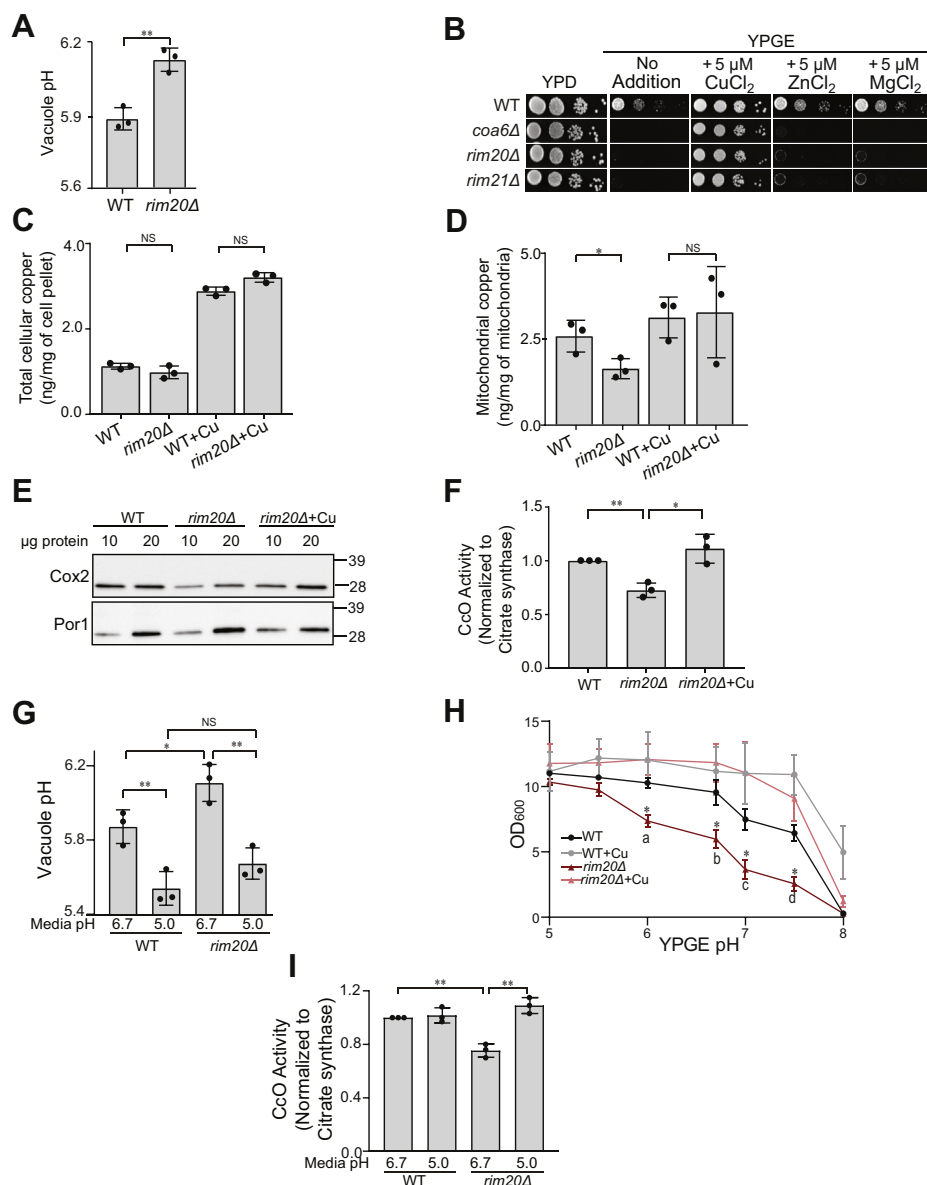 A
6.2
5.9
5.6
Vacuole pH
**
WT
rim20Δ
B
YPGE
YPD
No
Addition
+ 5 µM
CuCl2
+ 5 µM
ZnCl2
+ 5 µM
MgCl2
WT
coa6Δ
rim20Δ
rim21Δ
C
Total cellular copper
(ng/mg of cell pellet)
4.0
2.0
0.0
NS
NS
WT
rim20Δ
WT+Cu
rim20Δ+Cu
D
Mitochondrial copper
(ng/mg of mitochondria)
5.0
2.5
0.0
*
NS
WT
rim20Δ
WT+Cu
rim20Δ+Cu
E
WT
rim20Δ
rim20Δ+Cu
µg protein
10
20
10
20
10
20
Cox2
39
28
Por1
39
28
F
CcO Activity
(Normalized to
Citrate synthase)
1.5
1.0
0.5
0.0
**
*
WT
rim20Δ
rim20Δ+Cu
G
Vacuole pH
6.2
5.8
5.4
NS
*
**
**
Media pH
6.7
5.0
6.7
5.0
WT
rim20Δ
H
OD600
15
10
5
0
WT
WT+Cu
rim20Δ
rim20Δ+Cu
*
a
*
b
*
c
*
d
5
6
7
8
YPGE pH
I
CcO Activity
(Normalized to
Citrate synthase)
1.2
0.8
0.4
0.0
**
**
Media pH
6.7
5.0
6.7
5.0
WT
rim20Δ